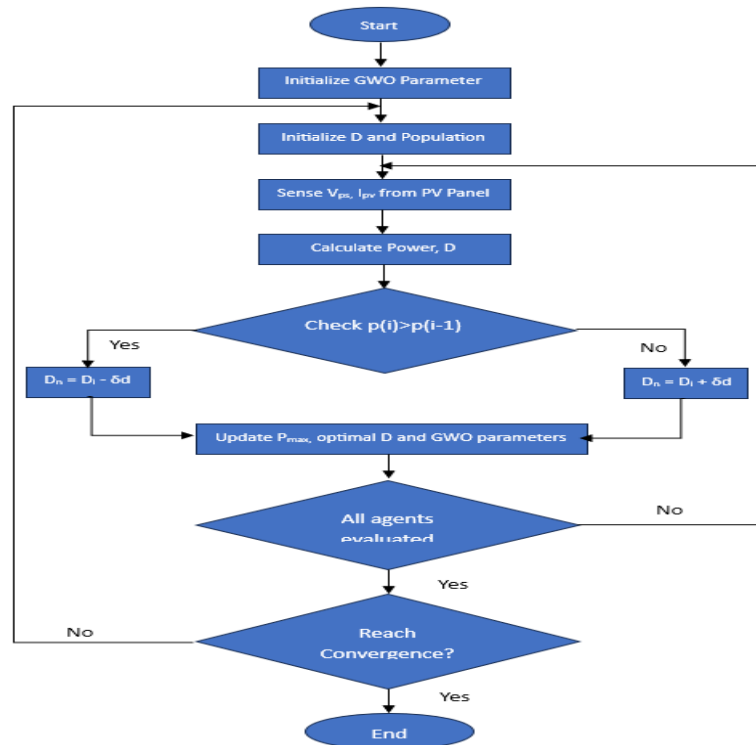 Start
Initialize GWO Parameter
Initialize D and Population
Sense Vₚₛ, Iₚᵥ from PV Panel
Calculate Power, D
Check p(i)>p(i-1)
Yes
No
Dₙ = Dᵢ - δd
Dₙ = Dᵢ + δd
Update Pₘₐₓ, optimal D and GWO parameters
All agents
evaluated
No
Yes
Reach
Convergence?
No
Yes
End